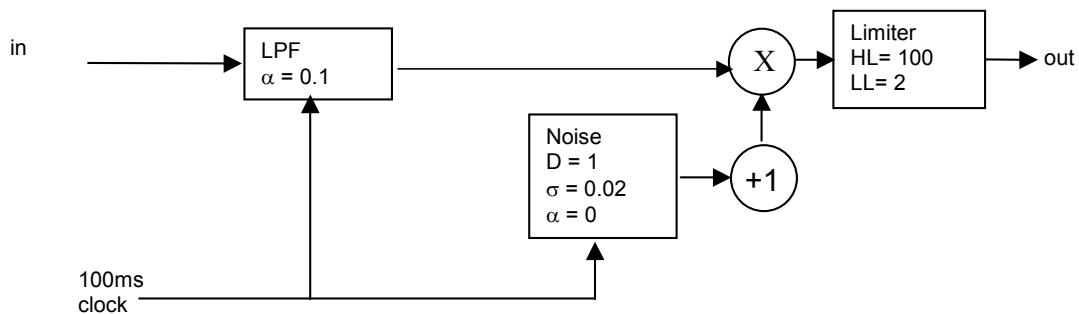 in
LPF
α = 0.1
X
Limiter
HL= 100
LL= 2
out
Noise
D = 1
σ = 0.02
α = 0
+1
100ms
clock